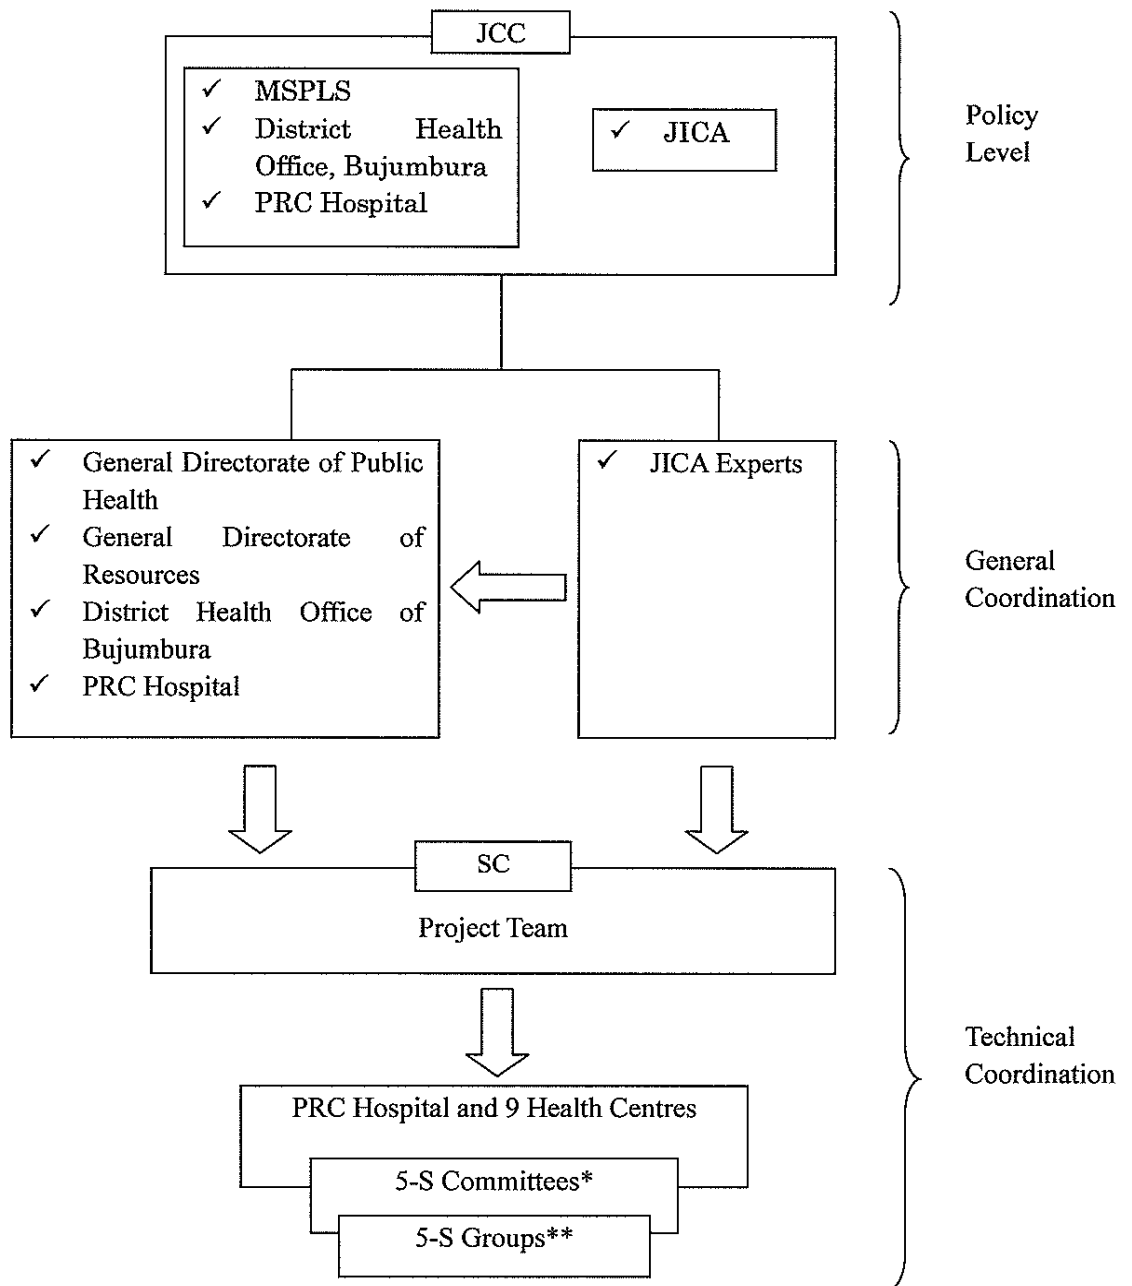 JCC
✓ MSPLS
✓ District Health
Office, Bujumbura
✓ PRC Hospital
✓ JICA
Policy
Level
✓ General Directorate of Public
Health
✓ General Directorate of
Resources
✓ District Health Office of
Bujumbura
✓ PRC Hospital
✓ JICA Experts
General
Coordination
SC
Project Team
Technical
Coordination
PRC Hospital and 9 Health Centres
5-S Committees*
5-S Groups**